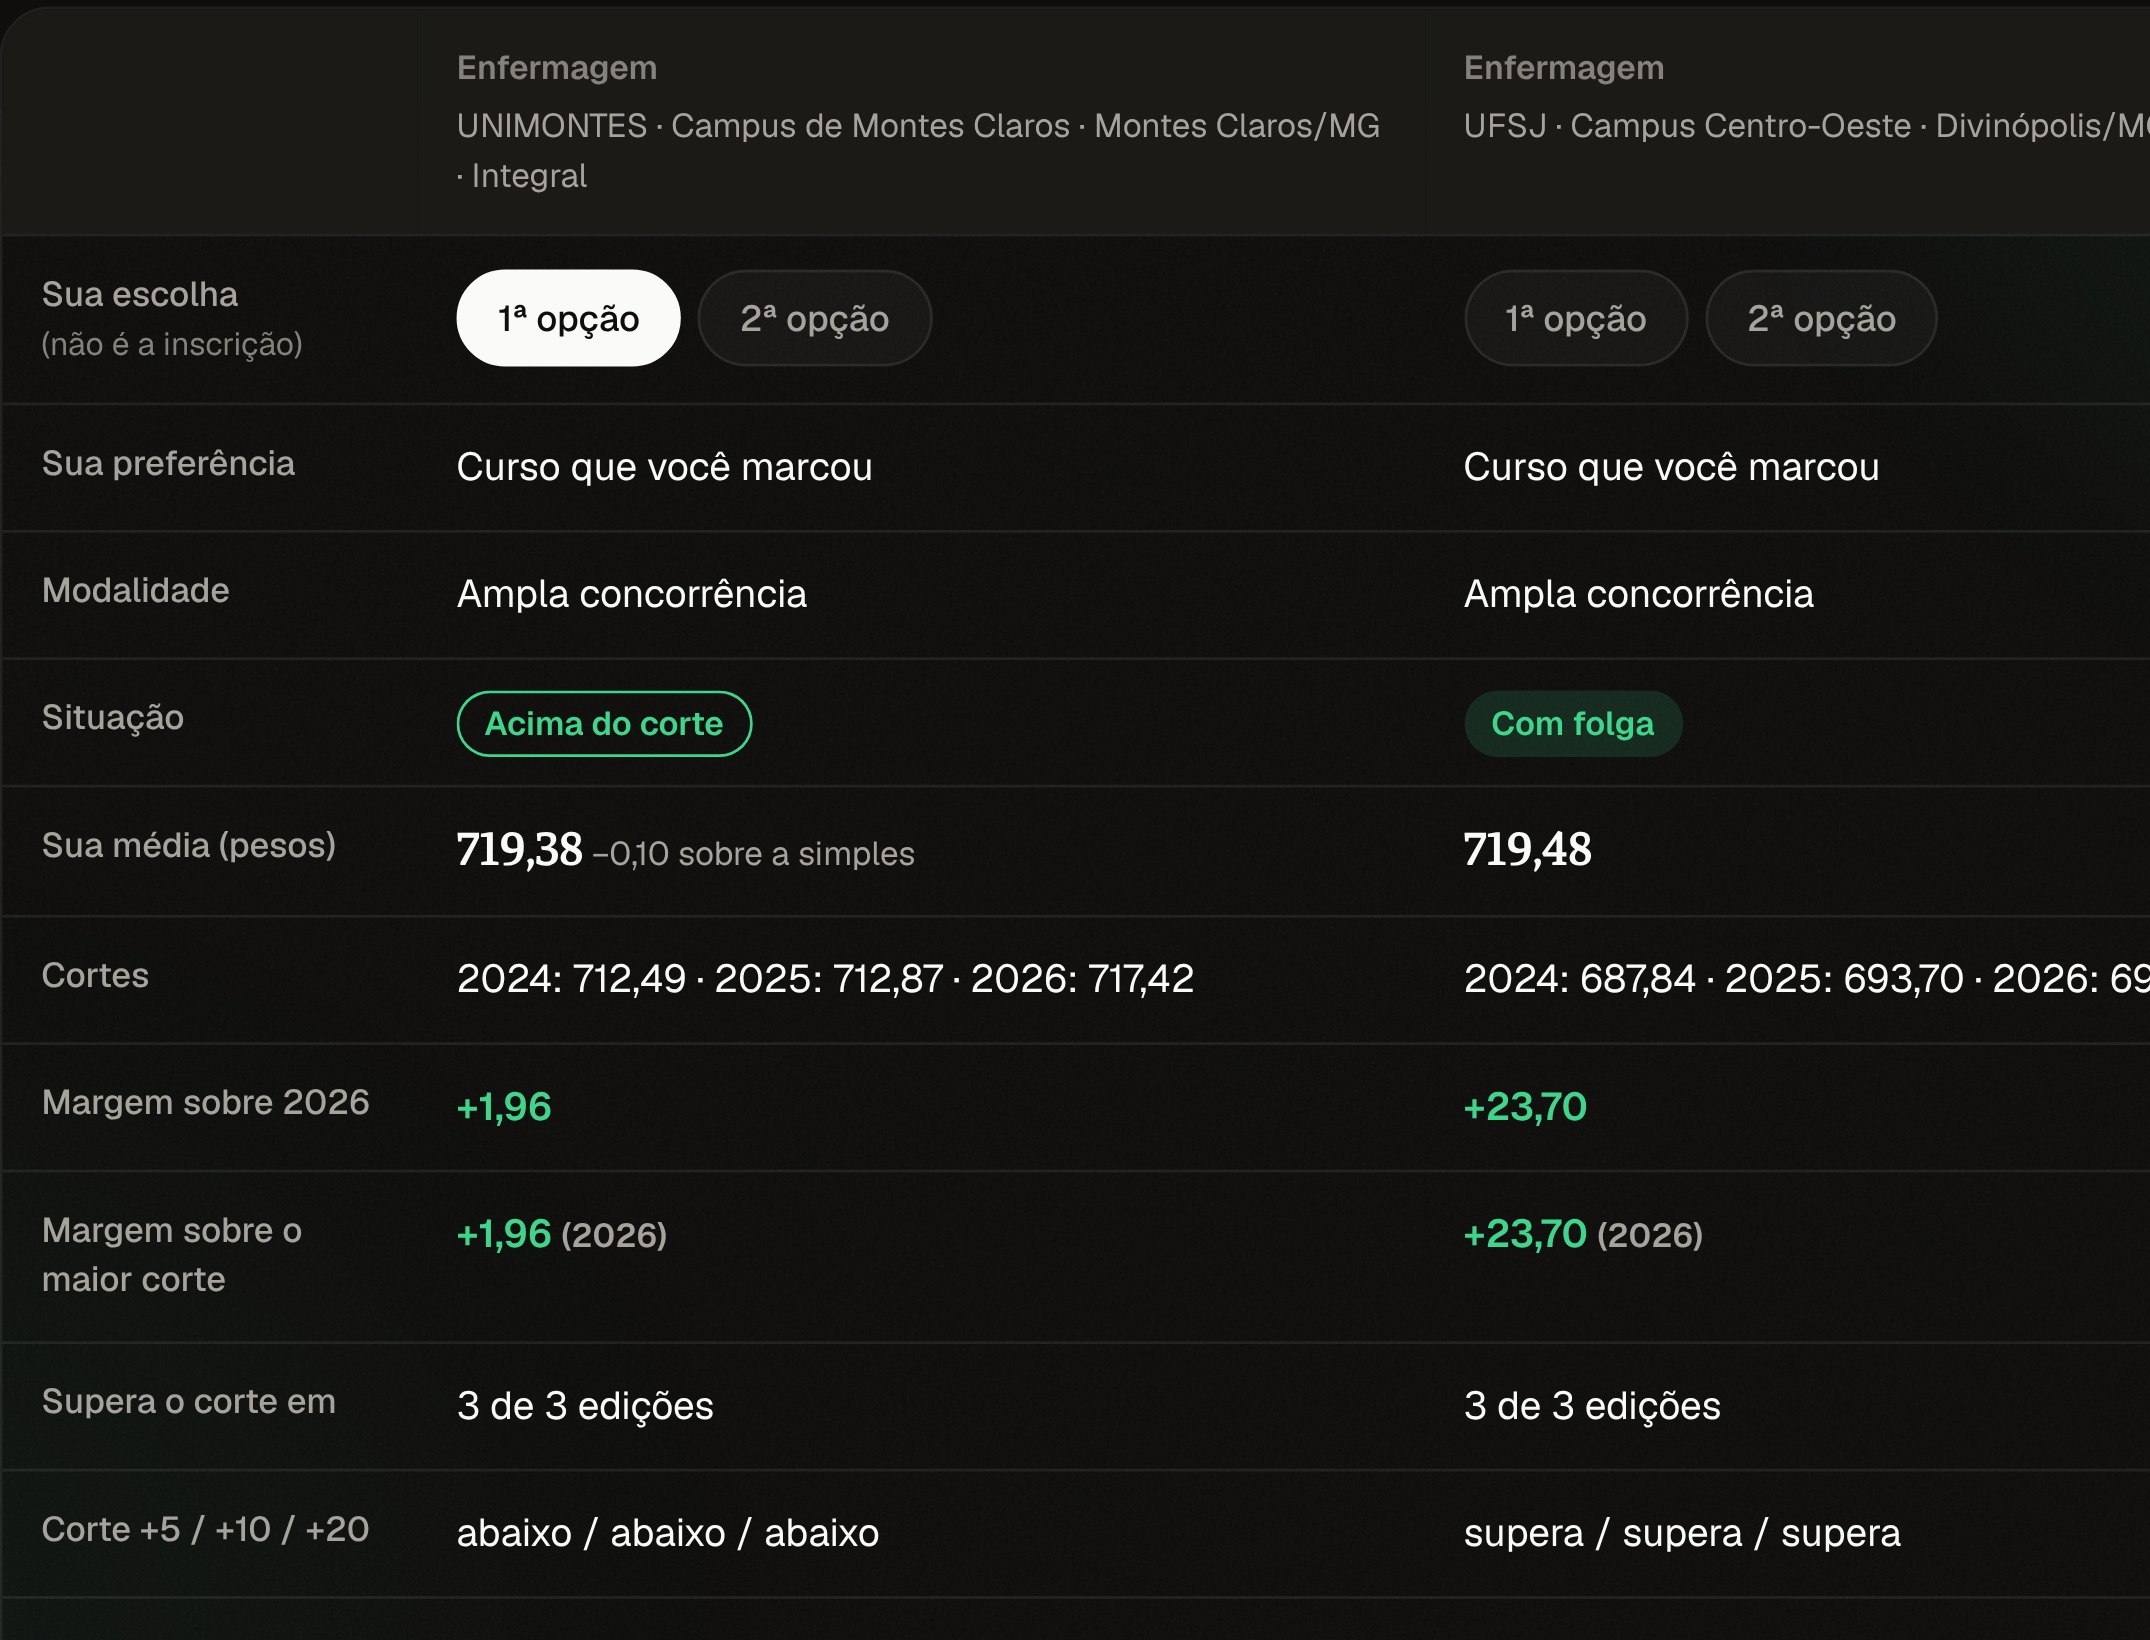 Enfermagem
UNIMONTES · Campus de Montes Claros · Montes Claros/MG
· Integral
Enfermagem
UFSJ · Campus Centro-Oeste · Divinópolis/M
Sua escolha
(não é a inscrição)
1ª opção 2ª opção
1ª opção 2ª opção
Sua preferência
Curso que você marcou
Curso que você marcou
Modalidade
Ampla concorrência
Ampla concorrência
Situação
Acima do corte
Com folga
Sua média (pesos)
719,38 −0,10 sobre a simples
719,48
Cortes
2024: 712,49 · 2025: 712,87 · 2026: 717,42
2024: 687,84 · 2025: 693,70 · 2026: 69
Margem sobre 2026
+1,96
+23,70
Margem sobre o
maior corte
+1,96 (2026)
+23,70 (2026)
Supera o corte em
3 de 3 edições
3 de 3 edições
Corte +5 / +10 / +20
abaixo / abaixo / abaixo
supera / supera / supera